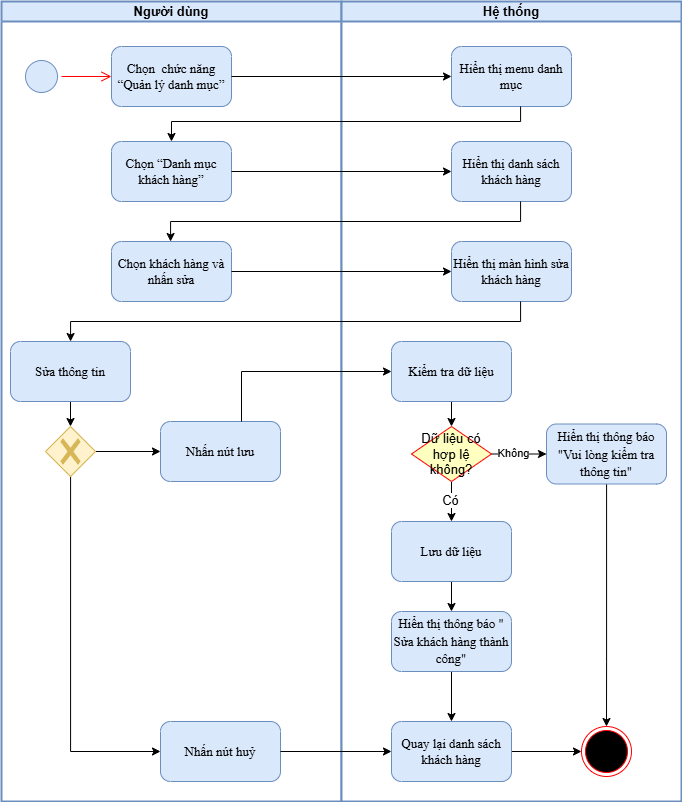 Người dùng
Hệ thống
Chọn chức năng
“Quản lý danh mục”
Hiển thị menu danh
mục
Chọn “Danh mục
khách hàng”
Hiển thị danh sách
khách hàng
Chọn khách hàng và
nhấn sửa
Hiển thị màn hình sửa
khách hàng
Sửa thông tin
Kiểm tra dữ liệu
Nhấn nút lưu
Dữ liệu có
hợp lệ
không?
Không
Hiển thị thông báo
"Vui lòng kiểm tra
thông tin"
Có
Lưu dữ liệu
Hiển thị thông báo "
Sửa khách hàng thành
công"
Nhấn nút huỷ
Quay lại danh sách
khách hàng